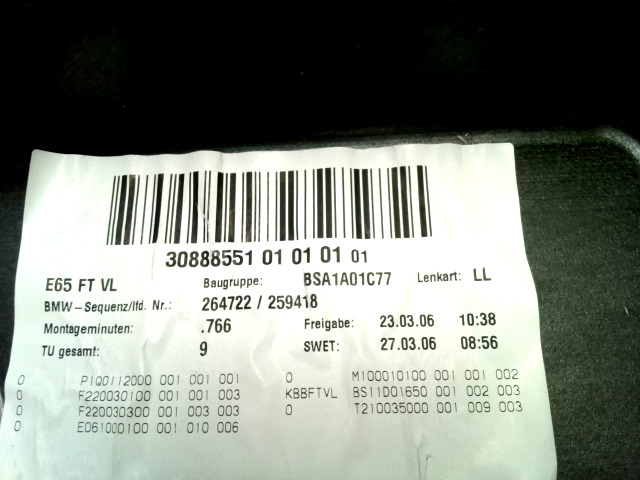 30888551 01 01 01 01
E65 FT VL Baugruppe: BSA1A01C77 Lenkart: LL
BMW-Sequenz/lfd. Nr.: 264722 / 259418
Montageminuten: .766 Freigabe: 23.03.06 10:38
TU gesamt: 9 SWET: 27.03.06 08:56
0 P1Q0112000 001 001 001 0 M100010100 001 001 002
0 F220030100 001 001 003 KBBFTVL BS11D01650 001 002 003
0 F220030300 001 003 003 0 T210035000 001 009 003
0 E061000100 001 010 006